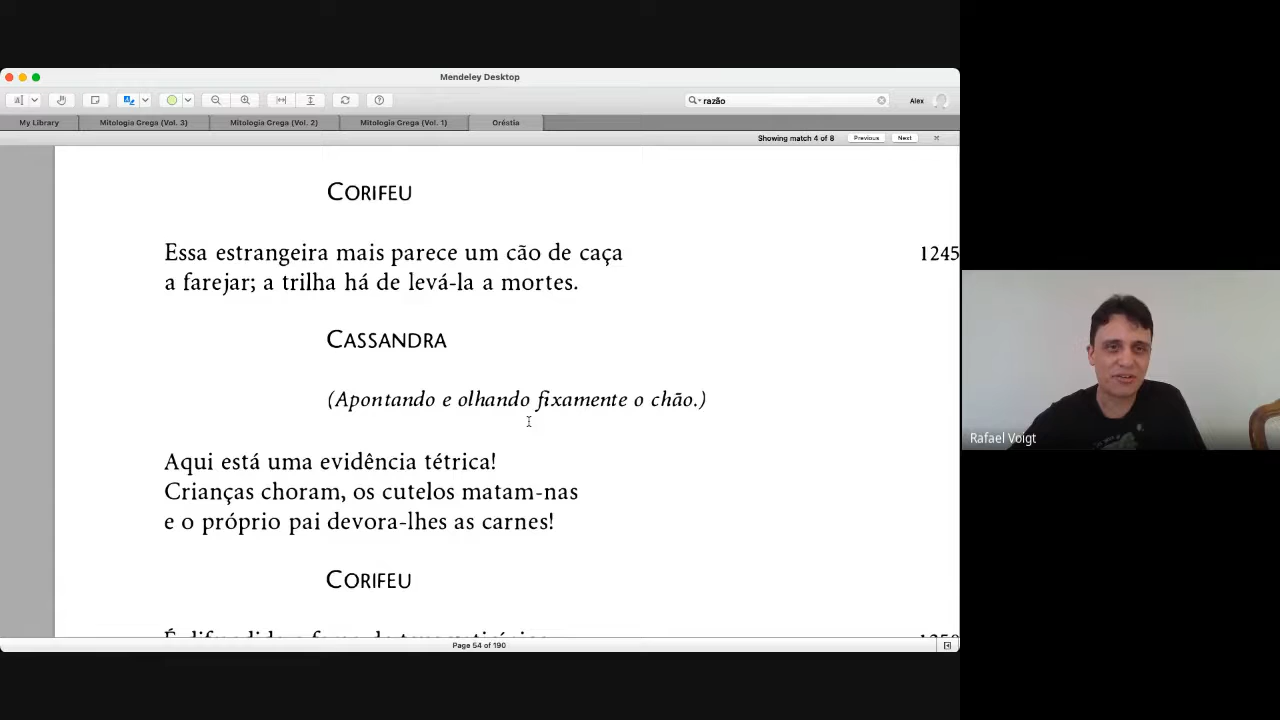 Mendeley Desktop
razão
Alex
My Library
Mitologia Grega (Vol. 3)
Mitologia Grega (Vol. 2)
Mitologia Grega (Vol. 1)
Oréstia
Showing match 4 of 8
Previous
Next
CORIFEU
Essa estrangeira mais parece um cão de caça
1245
a farejar; a trilha há de levá-la a mortes.
CASSANDRA
(Apontando e olhando fixamente o chão.)
Aqui está uma evidência tétrica!
Crianças choram, os cutelos matam-nas
e o próprio pai devora-lhes as carnes!
CORIFEU
Page 54 of 190
Rafael Voigt